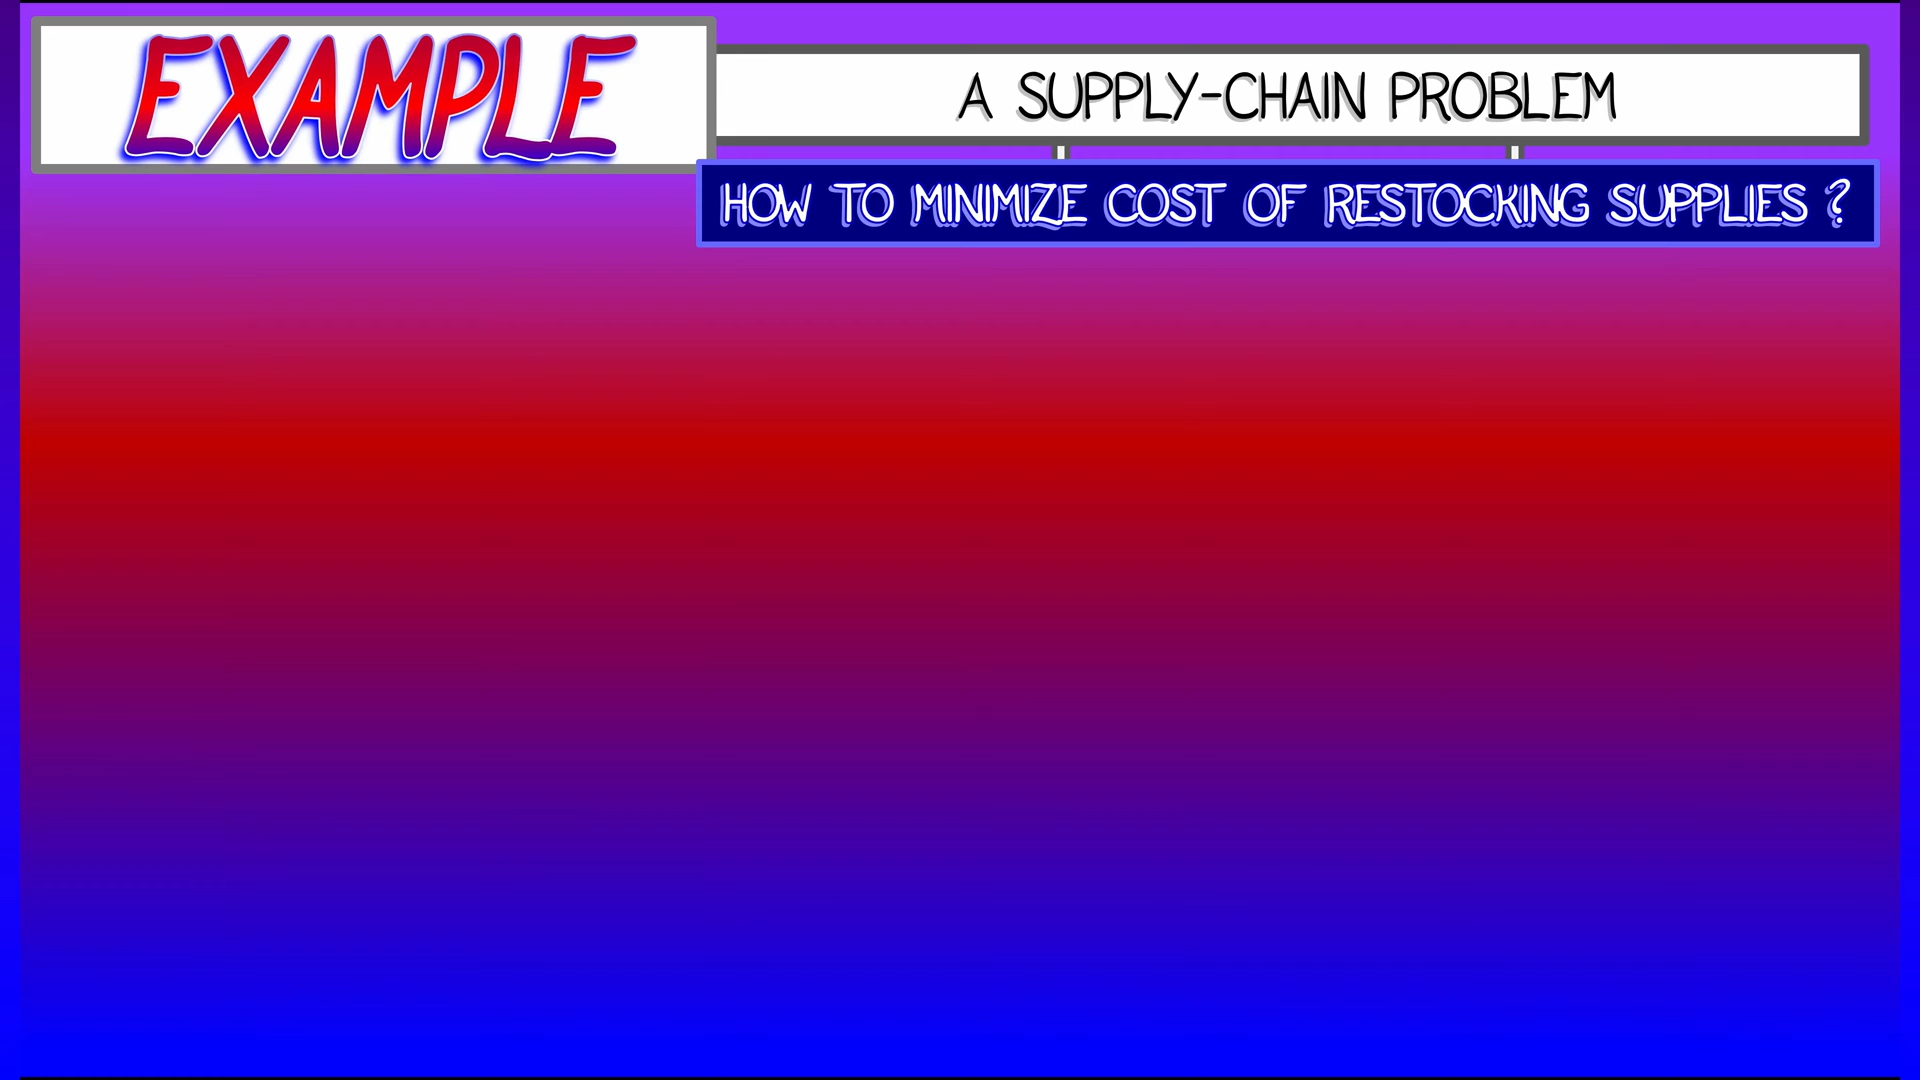 EXAMPLE
A SUPPLY-CHAIN PROBLEM
HOW TO MINIMIZE COST OF RESTOCKING SUPPLIES ?